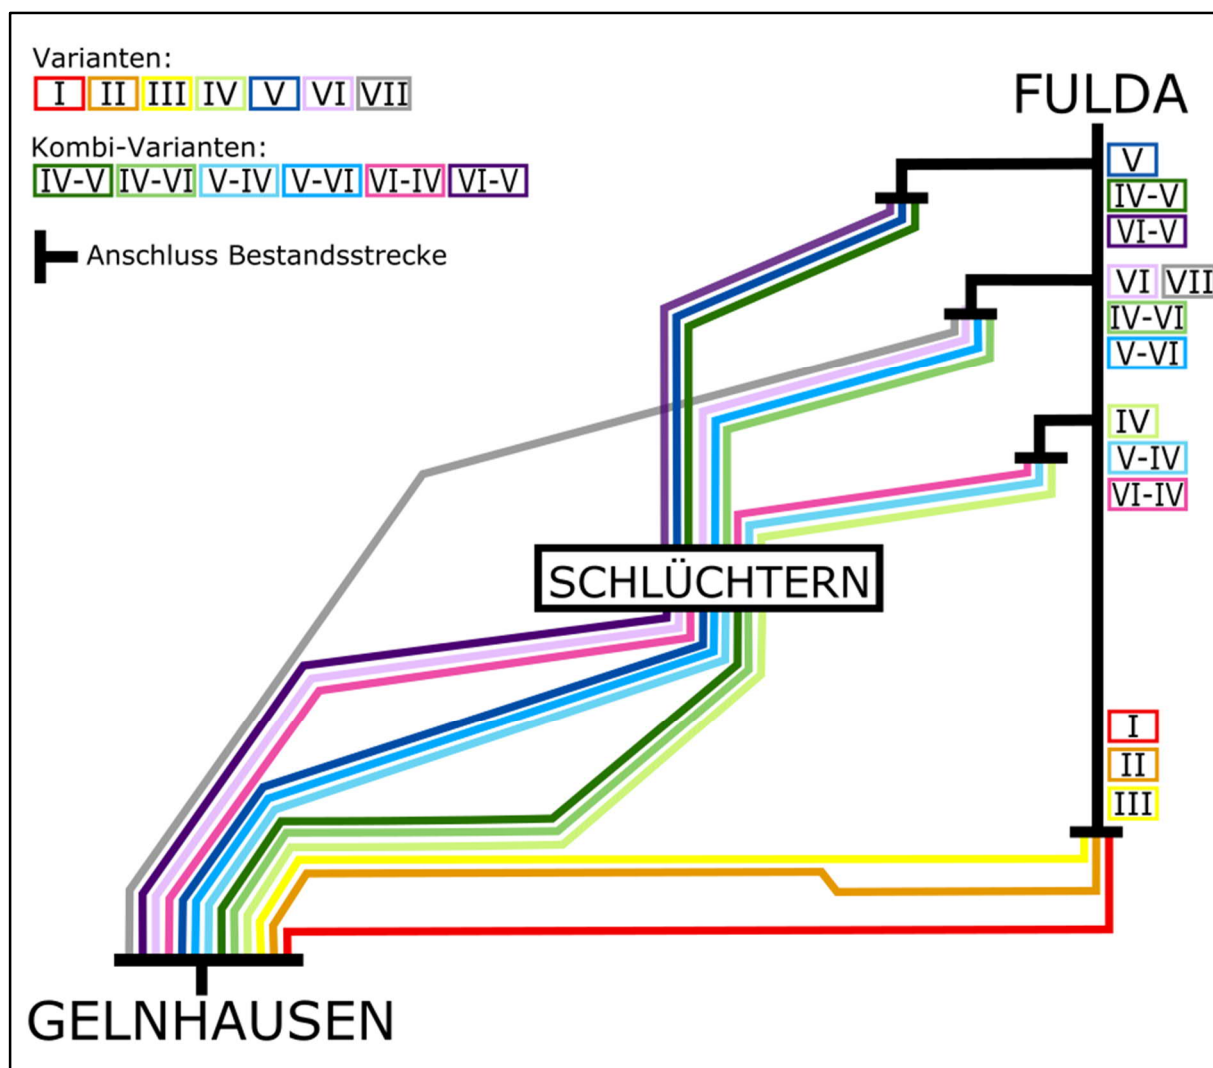 Varianten:
I II III IV V VI VII
Kombi-Varianten:
IV-V IV-VI V-IV V-VI VI-IV VI-V
Anschluss Bestandsstrecke
FULDA
V
IV-V
VI-V
VI VII
IV-VI
V-VI
IV
V-IV
VI-IV
SCHLÜCHTERN
I
II
III
GELNHAUSEN